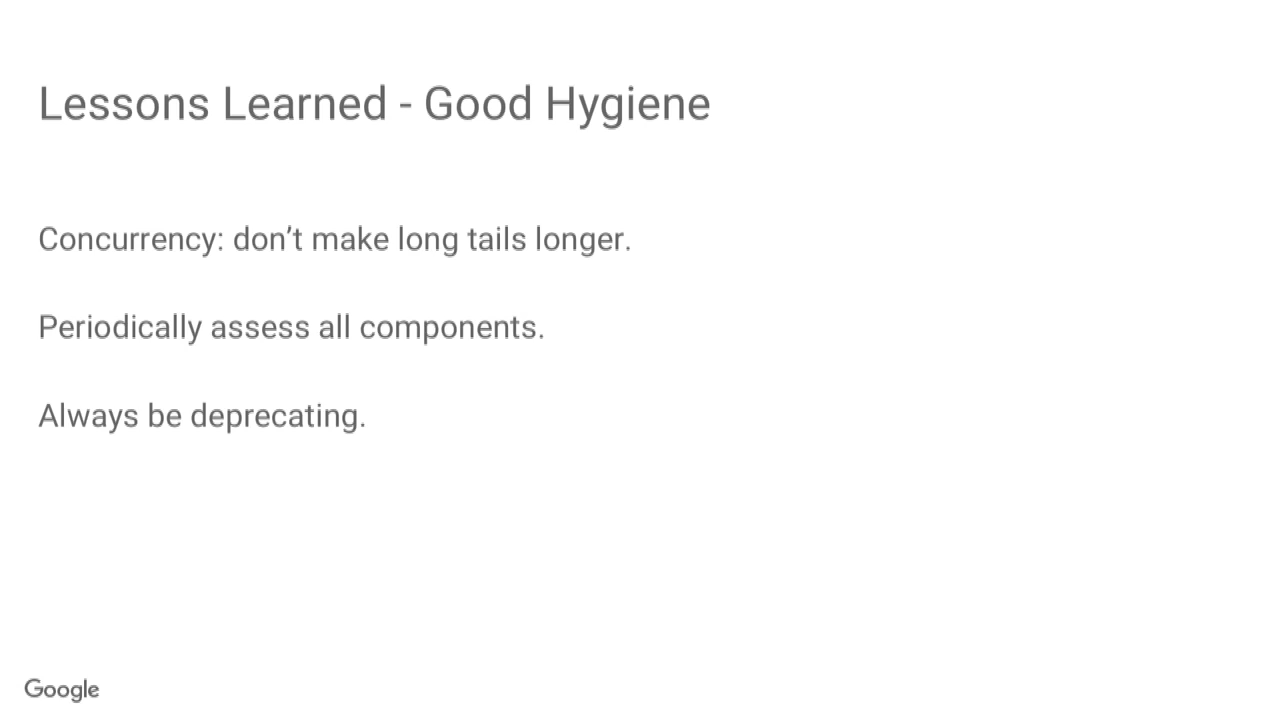 Lessons Learned - Good Hygiene
Concurrency: don’t make long tails longer.
Periodically assess all components.
Always be deprecating.
Google